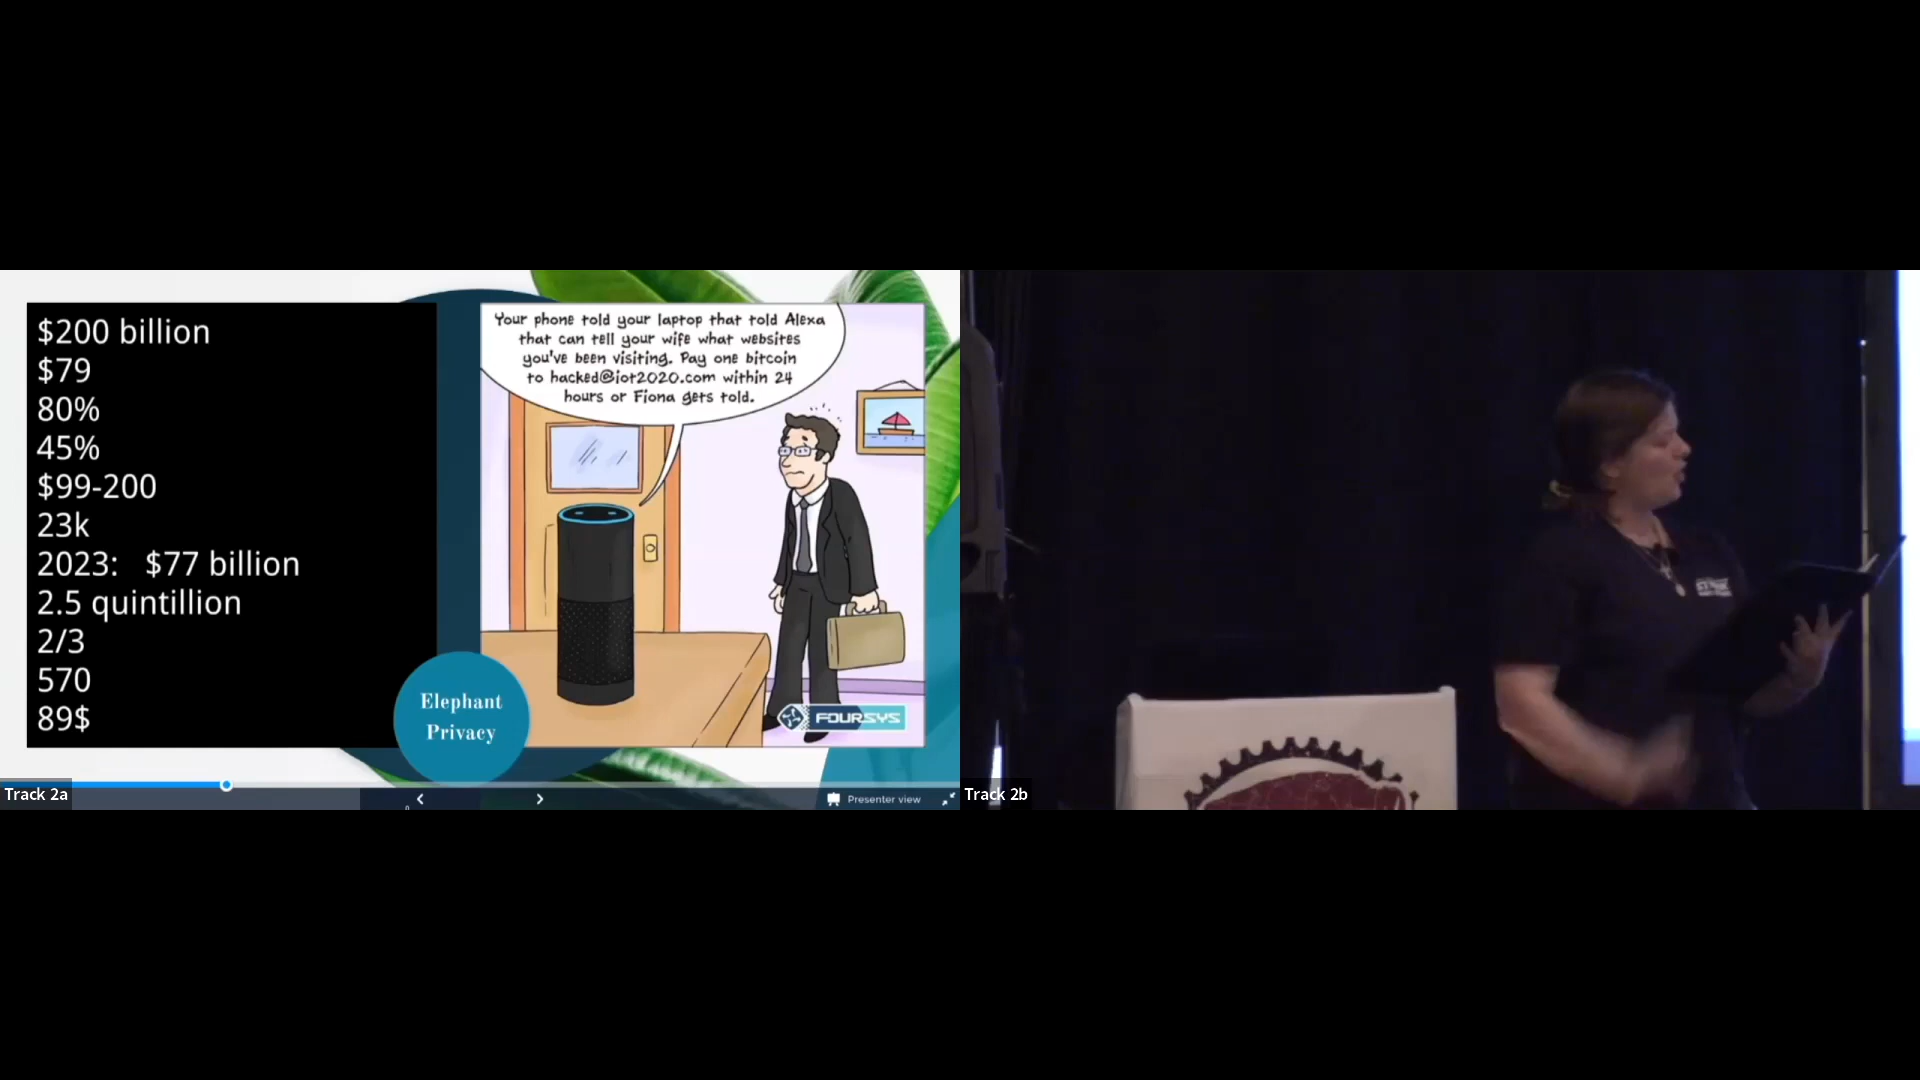 $200 billion
$79
80%
45%
$99-200
23k
2023: $77 billion
2.5 quintillion
2/3
570
89$
Your phone told your laptop that told Alexa
that can tell your wife what websites
you've been visiting. Pay one bitcoin
to hacked@iot2020.com within 24
hours or Fiona gets told.
Elephant
Privacy
FOURSYS
Presenter view
Track 2a
Track 2b